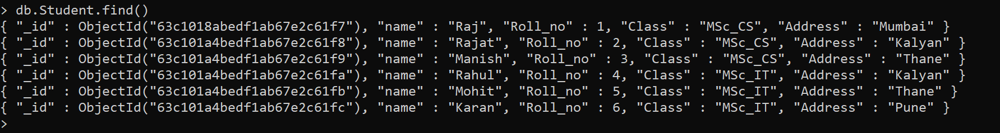 > db.Student.find()
{ "_id" : ObjectId("63c1018abedf1ab67e2c61f7"), "name" : "Raj", "Roll_no" : 1, "Class" : "MSc_CS", "Address" : "Mumbai" }
{ "_id" : ObjectId("63c101a4bedf1ab67e2c61f8"), "name" : "Rajat", "Roll_no" : 2, "Class" : "MSc_CS", "Address" : "Kalyan" }
{ "_id" : ObjectId("63c101a4bedf1ab67e2c61f9"), "name" : "Manish", "Roll_no" : 3, "Class" : "MSc_CS", "Address" : "Thane" }
{ "_id" : ObjectId("63c101a4bedf1ab67e2c61fa"), "name" : "Rahul", "Roll_no" : 4, "Class" : "MSc_IT", "Address" : "Kalyan" }
{ "_id" : ObjectId("63c101a4bedf1ab67e2c61fb"), "name" : "Mohit", "Roll_no" : 5, "Class" : "MSc_IT", "Address" : "Thane" }
{ "_id" : ObjectId("63c101a4bedf1ab67e2c61fc"), "name" : "Karan", "Roll_no" : 6, "Class" : "MSc_IT", "Address" : "Pune" }
>